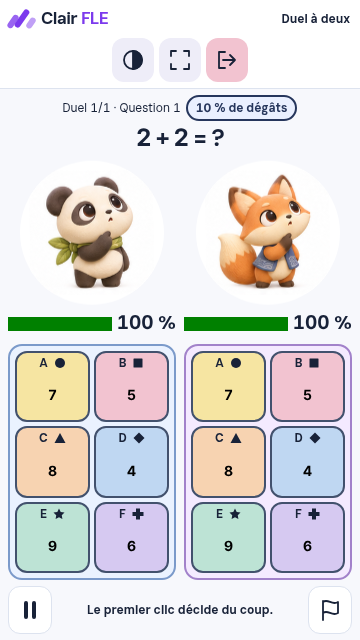 Clair FLE
Duel à deux
Duel 1/1 · Question 1
10 % de dégâts
2 + 2 = ?
100 %
100 %
A
7
B
5
C
8
D
4
E
9
F
6
A
7
B
5
C
8
D
4
E
9
F
6
Le premier clic décide du coup.